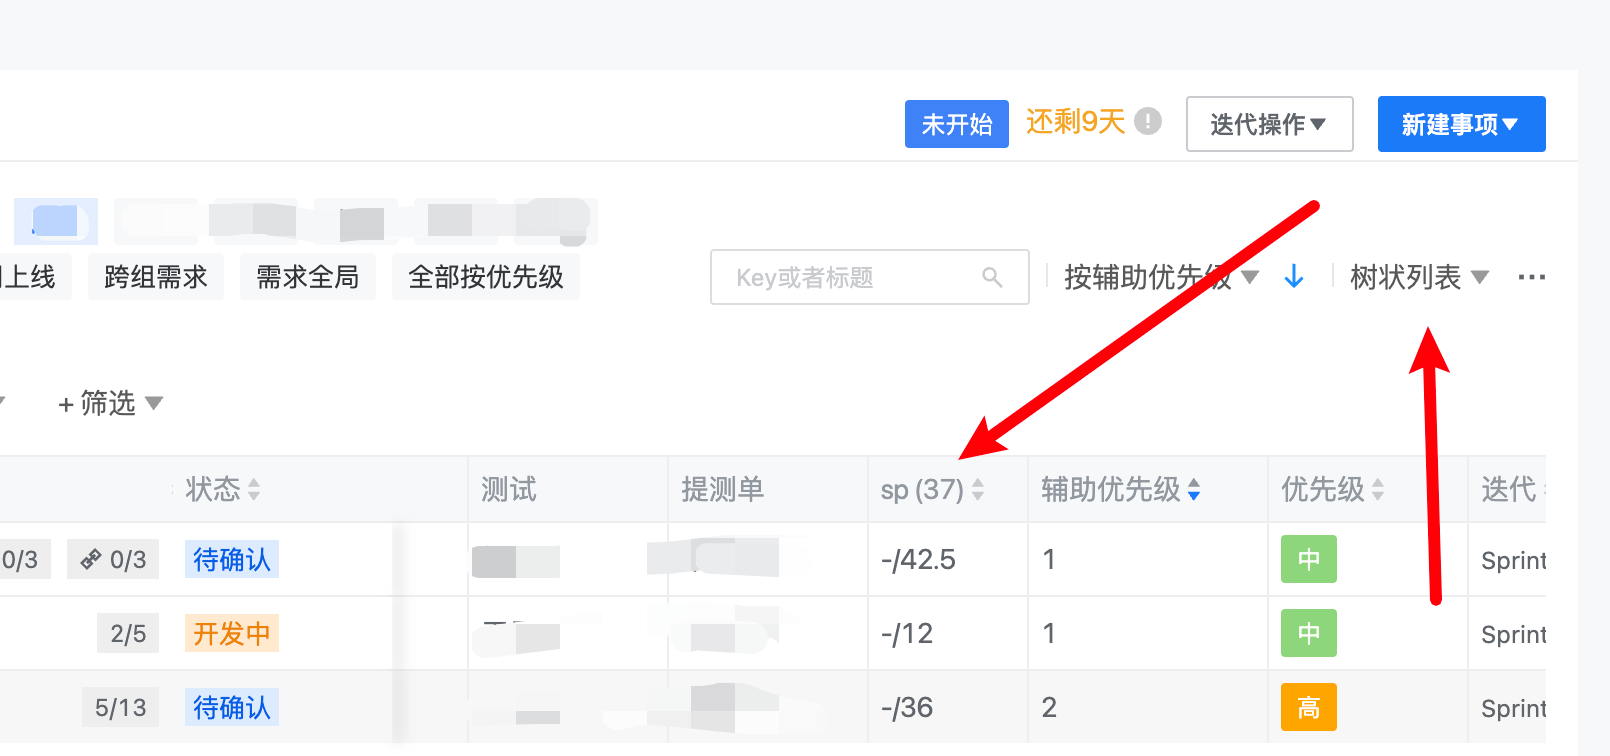 未开始 还剩9天 迭代操作 新建事项
上线 跨组需求 需求全局 全部按优先级
Key或者标题 按辅助优先级 树状列表 ···
+ 筛选
状态 测试 提测单 sp (37) 辅助优先级 优先级 迭代
0/3 0/3 待确认 -/42.5 1 中 Sprint
2/5 开发中 -/12 1 中 Sprint
5/13 待确认 -/36 2 高 Sprint